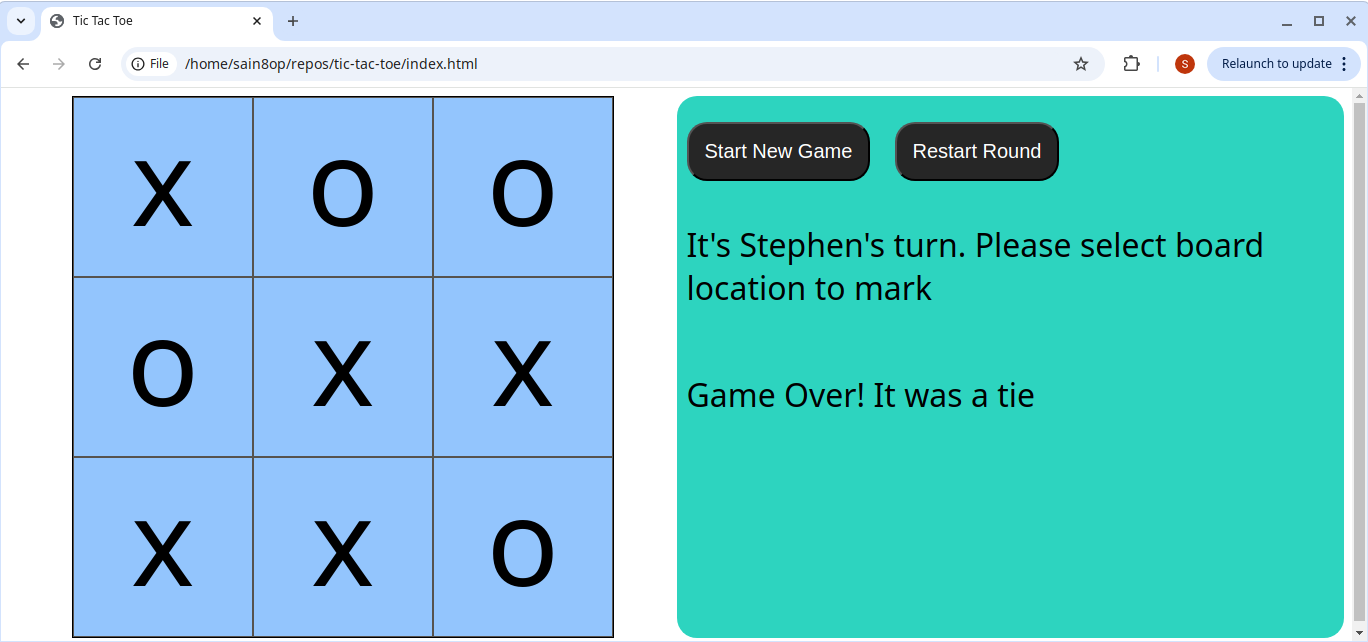 Tic Tac Toe
File
/home/sain8op/repos/tic-tac-toe/index.html
S
Relaunch to update
X O O
O X X
X X O
Start New Game
Restart Round
It's Stephen's turn. Please select board
location to mark
Game Over! It was a tie